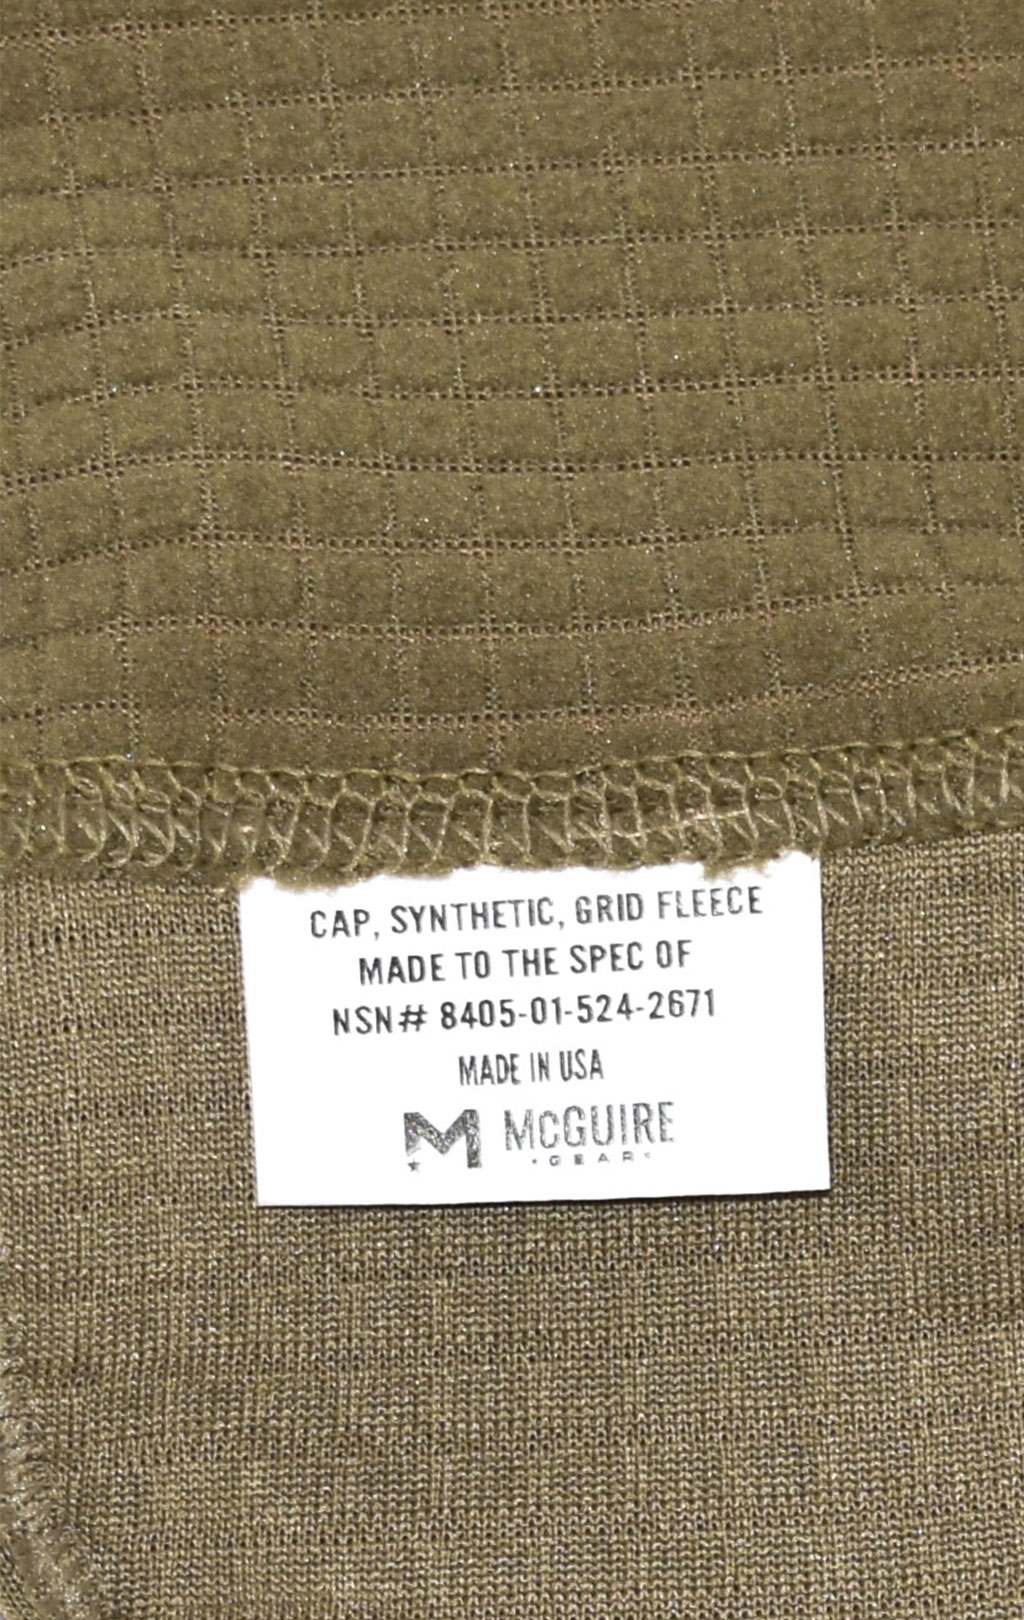 CAP, SYNTHETIC, GRID FLEECE
MADE TO THE SPEC OF
NSN# 8405-01-524-2671
MADE IN USA
M McGUIRE
GEAR